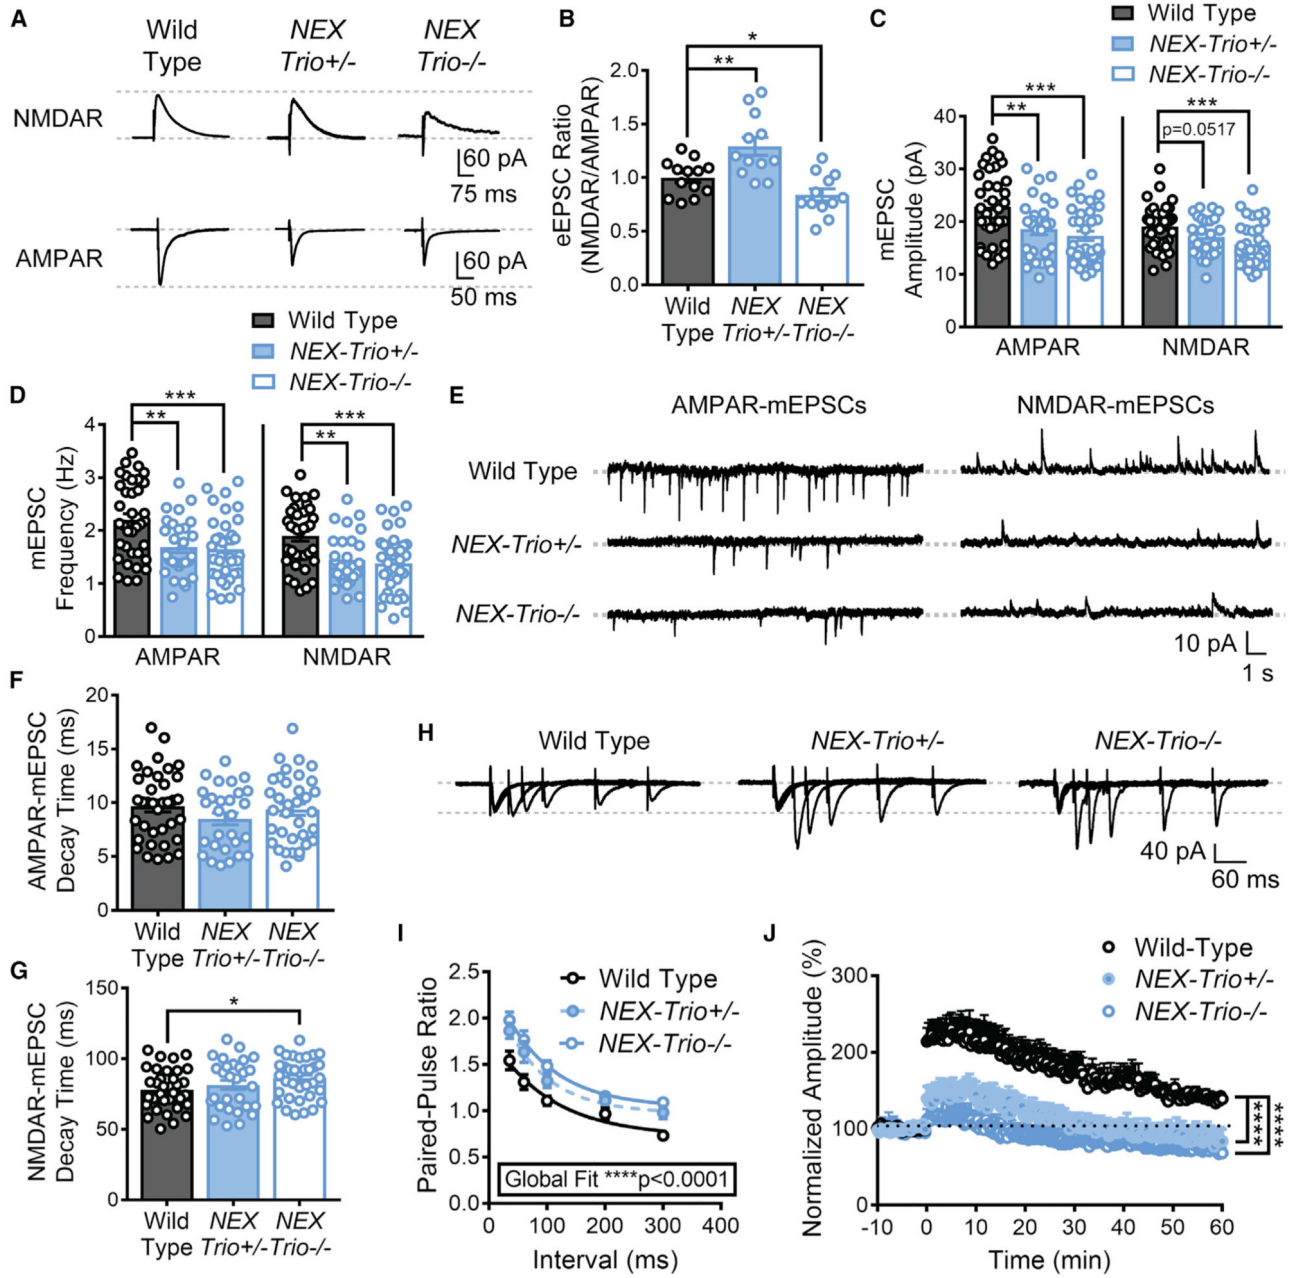 A
Wild
Type
NEX
Trio+/-
NEX
Trio-/-
NMDAR
60 pA
75 ms
AMPAR
60 pA
50 ms
B
eEPSC Ratio
(NMDAR/AMPAR)
2.0
1.5
1.0
0.5
0.0
**
*
Wild
Type
NEX
Trio+/-
NEX
Trio-/-
C
Wild Type
NEX-Trio+/-
NEX-Trio-/-
mEPSC
Amplitude (pA)
40
30
20
10
0
***
**
***
p=0.0517
AMPAR
NMDAR
Wild Type
NEX-Trio+/-
NEX-Trio-/-
D
mEPSC
Frequency (Hz)
4
3
2
1
0
***
**
***
**
AMPAR
NMDAR
E
AMPAR-mEPSCs
NMDAR-mEPSCs
Wild Type
NEX-Trio+/-
NEX-Trio-/-
10 pA
1 s
F
AMPAR-mEPSC
Decay Time (ms)
20
15
10
5
0
Wild
Type
NEX
Trio+/-
NEX
Trio-/-
G
NMDAR-mEPSC
Decay Time (ms)
150
100
50
0
*
Wild
Type
NEX
Trio+/-
NEX
Trio-/-
H
Wild Type
NEX-Trio+/-
NEX-Trio-/-
40 pA
60 ms
I
Paired-Pulse Ratio
2.5
2.0
1.5
1.0
0.5
0.0
Wild Type
NEX-Trio+/-
NEX-Trio-/-
Global Fit ****p<0.0001
0
100
200
300
400
Interval (ms)
J
Wild-Type
NEX-Trio+/-
NEX-Trio-/-
Normalized Amplitude (%)
300
200
100
0
****
****
-10
0
10
20
30
40
50
60
Time (min)